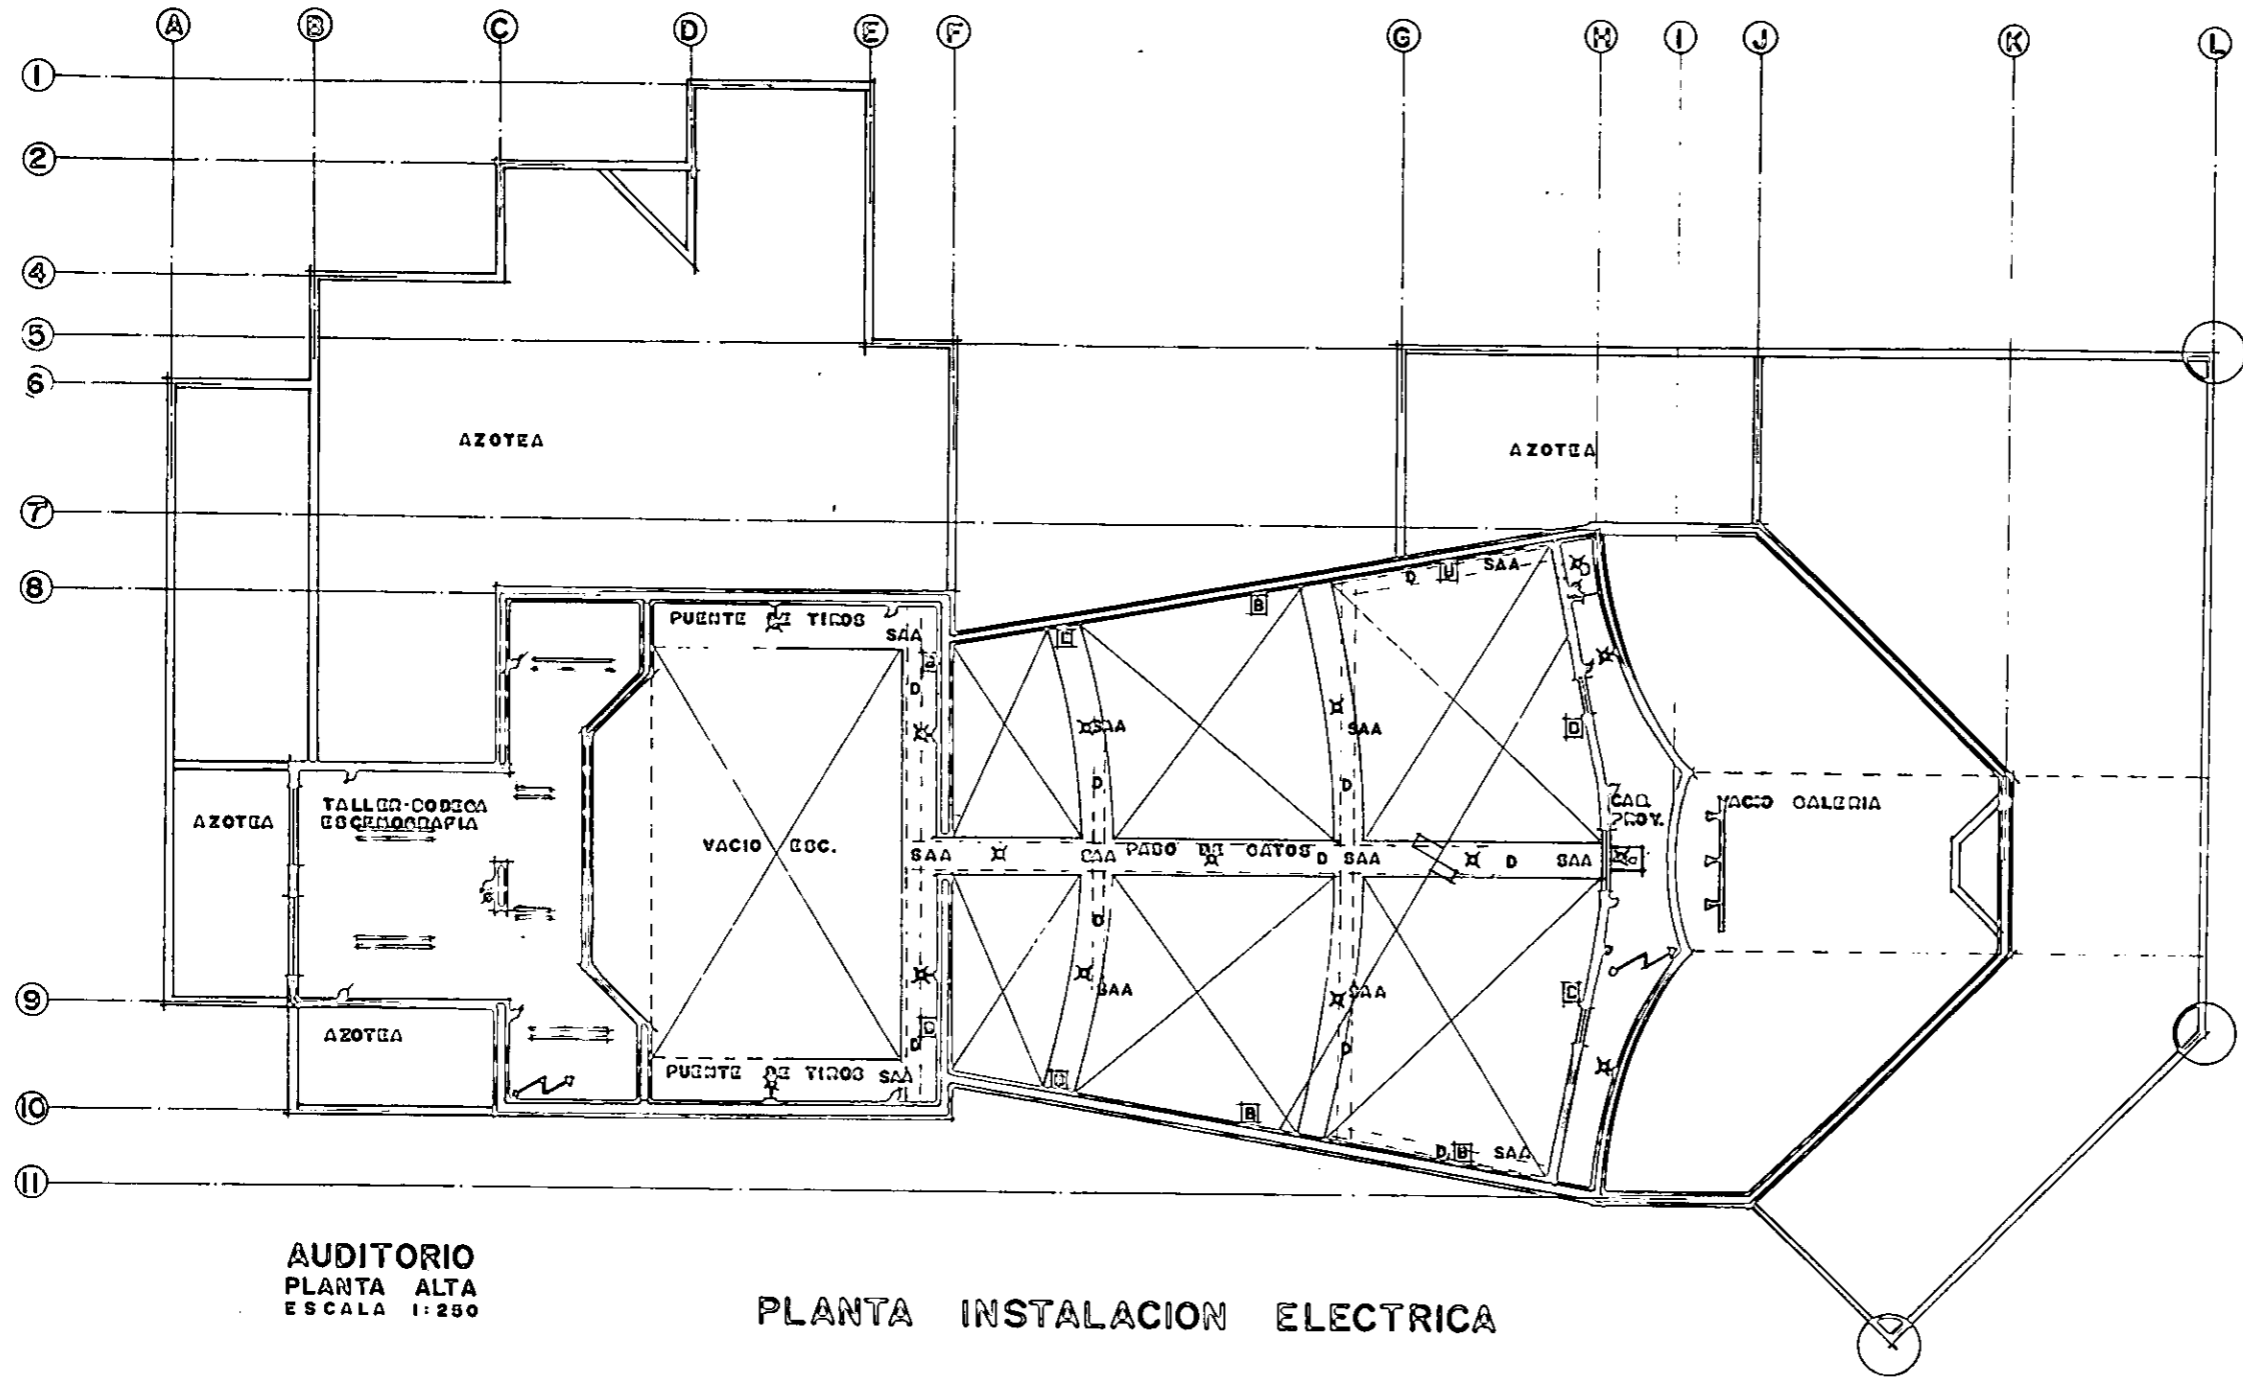 A B C D E F G H I J K L
1
2
4
5
6
7
8
9
10
11
AZOTEA
AZOTEA
PUENTE DE TIROS
SAA
D
D
SAA
B
SAA
SAA
D
D
D
TALLER-BODEGA
ESCENOGRAFIA
AZOTEA
VACIO ESC.
SAA
SAA
PASO DE GATOS
D
SAA
D
SAA
CAB.
PROY.
VACIO GALERIA
SAA
SAA
D
D
AZOTEA
PUENTE DE TIROS
SAA
B
D
B
SAA
AUDITORIO
PLANTA ALTA
ESCALA 1:250
PLANTA INSTALACION ELECTRICA